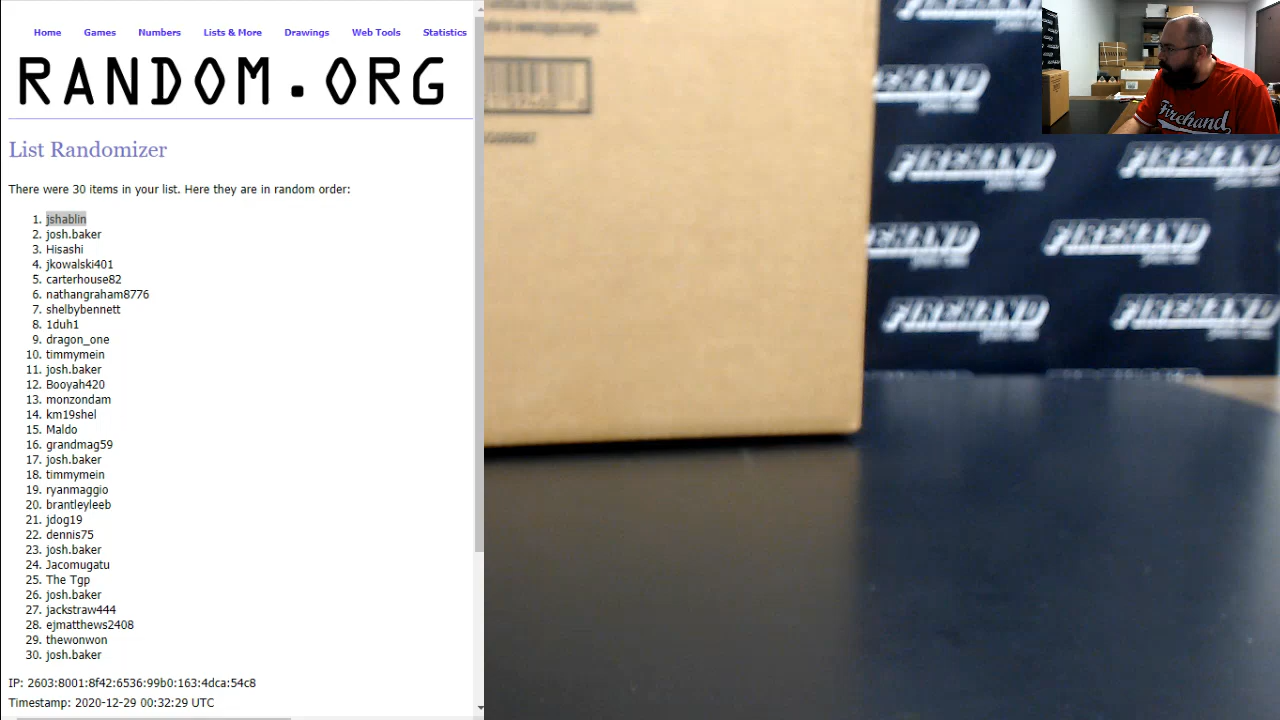 Home Games Numbers Lists & More Drawings Web Tools Statistics
RANDOM.ORG
List Randomizer
There were 30 items in your list. Here they are in random order:
1. jshablin
2. josh.baker
3. Hisashi
4. jkowalski401
5. carterhouse82
6. nathangraham8776
7. shelbybennett
8. 1duh1
9. dragon_one
10. timmymein
11. josh.baker
12. Booyah420
13. monzondam
14. km19shel
15. Maldo
16. grandmag59
17. josh.baker
18. timmymein
19. ryanmaggio
20. brantleyleeb
21. jdog19
22. dennis75
23. josh.baker
24. Jacomugatu
25. The Tgp
26. josh.baker
27. jackstraw444
28. ejmatthews2408
29. thewonwon
30. josh.baker
IP: 2603:8001:8f42:6536:99b0:163:4dca:54c8
Timestamp: 2020-12-29 00:32:29 UTC
Firehand
FIREHAND
FIREHAND
FIREHAND
FIREHAND
FIREHAND
FIREHAND